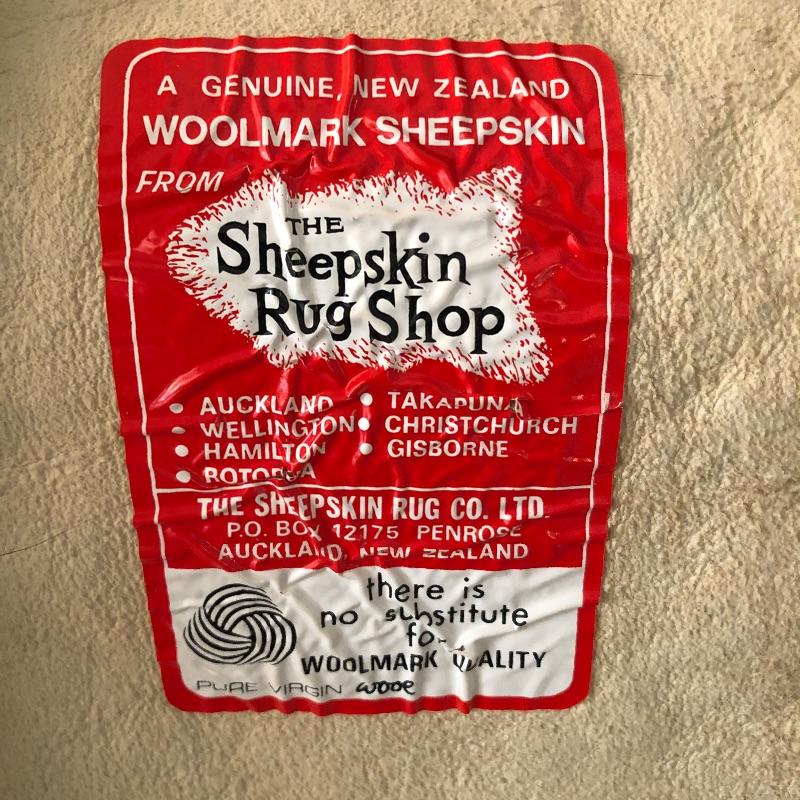 A GENUINE, NEW ZEALAND
WOOLMARK SHEEPSKIN
FROM
THE
Sheepskin
Rug Shop
• AUCKLAND
• WELLINGTON
• HAMILTON
• ROTORUA
• TAKAPUNA
• CHRISTCHURCH
• GISBORNE
THE SHEEPSKIN RUG CO. LTD.
P.O. BOX 12175 PENROSE
AUCKLAND, NEW ZEALAND
there is
no substitute
for
WOOLMARK QUALITY
PURE VIRGIN wool